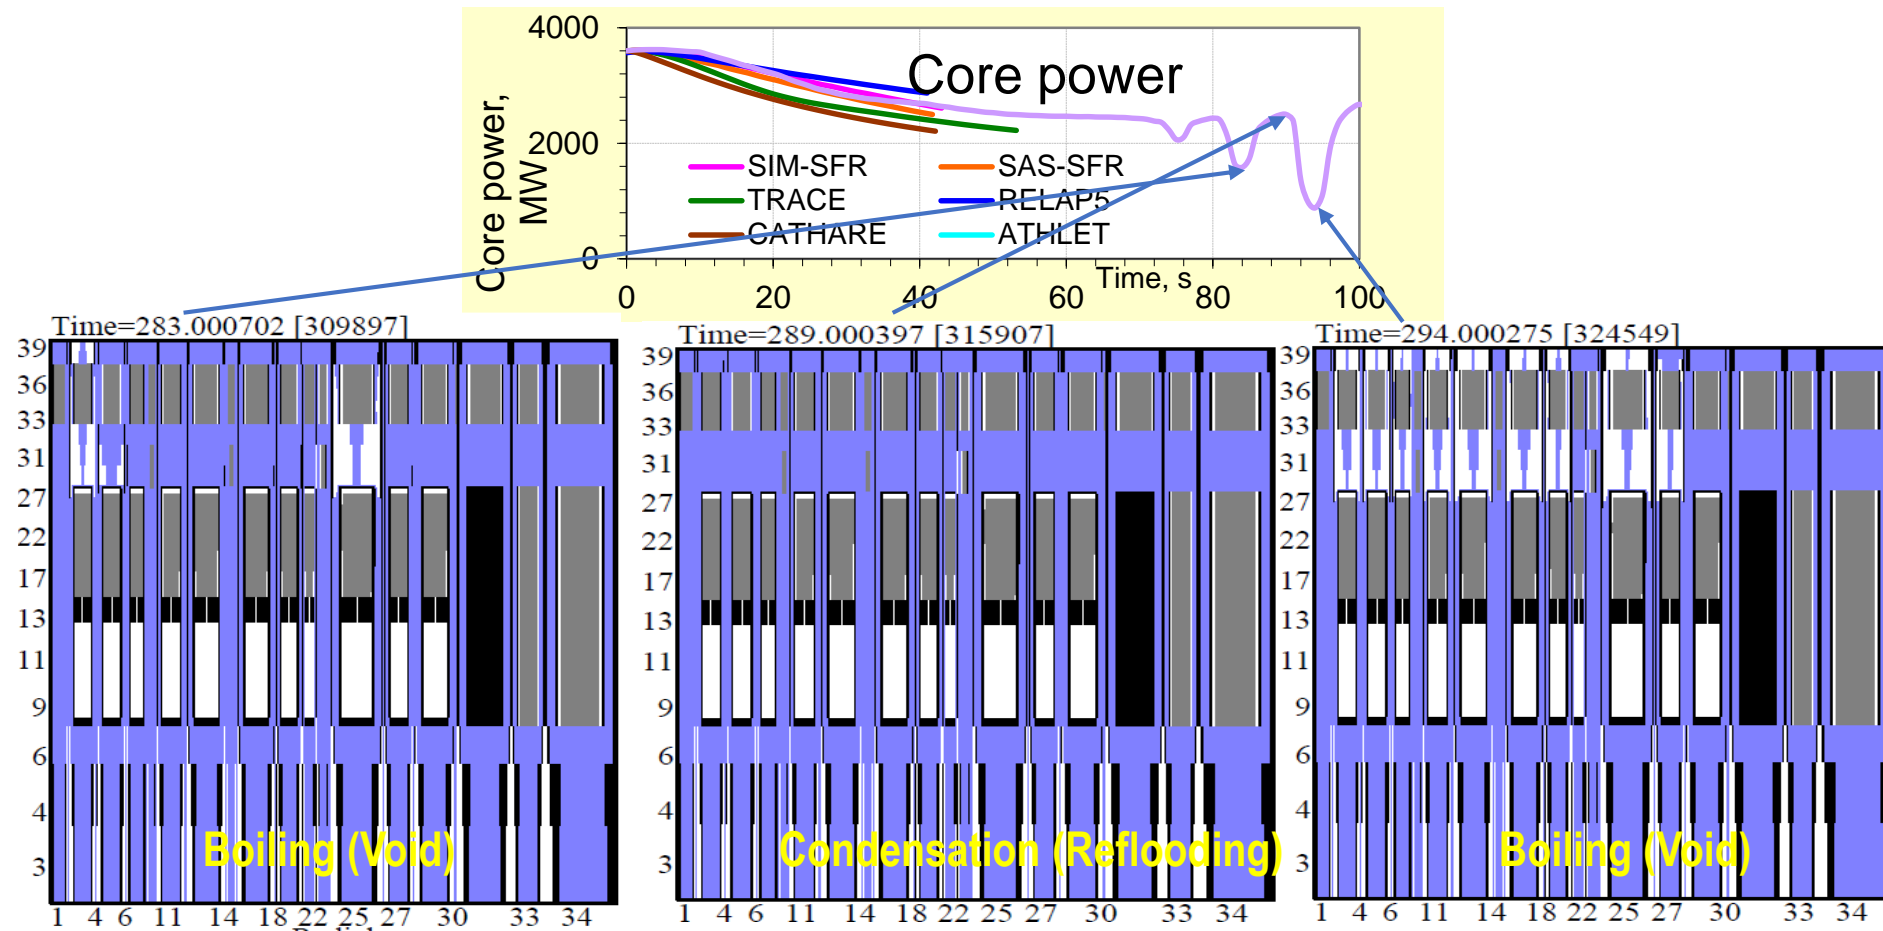 4000
2000
0
Core power,
MW
Core power
SIM-SFR
SAS-SFR
TRACE
RELAP5
CATHARE
ATHLET
Time, s
0 20 40 60 80 100
Time=283.000702 [309897]
39
36
33
31
27
22
17
13
11
9
6
4
3
Boiling (Void)
1 4 6 11 14 18 22 25 27 30 33 34
Time=289.000397 [315907]
39
36
33
31
27
22
17
13
11
9
6
4
3
Condensation (Reflooding)
1 4 6 11 14 18 22 25 27 30 33 34
Time=294.000275 [324549]
39
36
33
31
27
22
17
13
11
9
6
4
3
Boiling (Void)
1 4 6 11 14 18 22 25 27 30 33 34